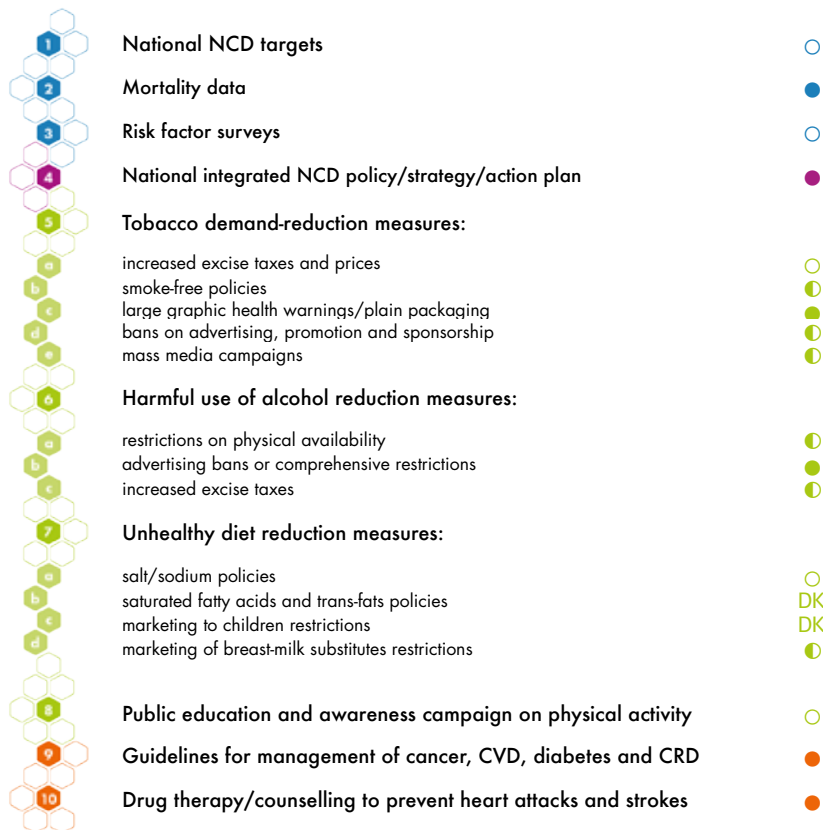 1 National NCD targets ○
2 Mortality data ●
3 Risk factor surveys ○
4 National integrated NCD policy/strategy/action plan ●
5 Tobacco demand-reduction measures:
a increased excise taxes and prices ○
b smoke-free policies ◐
c large graphic health warnings/plain packaging ●
d bans on advertising, promotion and sponsorship ◐
e mass media campaigns ◐
6 Harmful use of alcohol reduction measures:
a restrictions on physical availability ◐
b advertising bans or comprehensive restrictions ●
c increased excise taxes ◐
7 Unhealthy diet reduction measures:
a salt/sodium policies ○
b saturated fatty acids and trans-fats policies DK
c marketing to children restrictions DK
d marketing of breast-milk substitutes restrictions ◐
8 Public education and awareness campaign on physical activity ○
9 Guidelines for management of cancer, CVD, diabetes and CRD ●
10 Drug therapy/counselling to prevent heart attacks and strokes ●